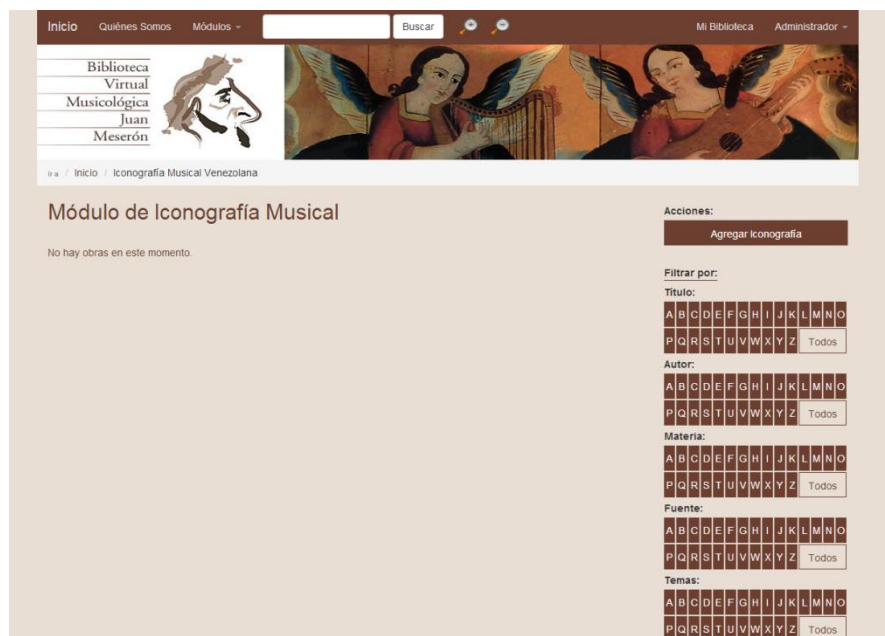 Inicio Quiénes Somos Módulos Buscar Mi Biblioteca Administrador
Biblioteca
Virtual
Musicológica
Juan
Meserón
Ir a / Inicio / Iconografía Musical Venezolana
Módulo de Iconografía Musical
No hay obras en este momento.
Acciones:
Agregar Iconografía
Filtrar por:
Título:
A B C D E F G H I J K L M N O
P Q R S T U V W X Y Z Todos
Autor:
A B C D E F G H I J K L M N O
P Q R S T U V W X Y Z Todos
Materia:
A B C D E F G H I J K L M N O
P Q R S T U V W X Y Z Todos
Fuente:
A B C D E F G H I J K L M N O
P Q R S T U V W X Y Z Todos
Temas:
A B C D E F G H I J K L M N O
P Q R S T U V W X Y Z Todos